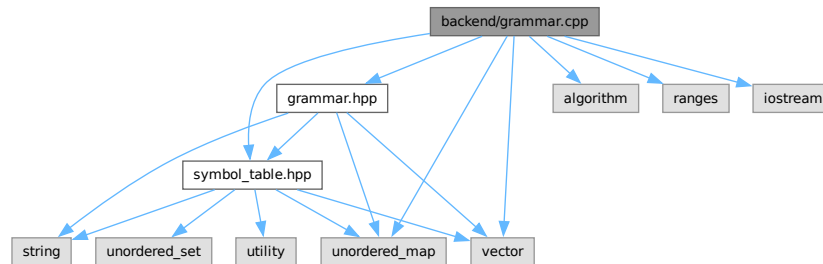 backend/grammar.cpp
grammar.hpp
algorithm
ranges
iostream
symbol_table.hpp
string
unordered_set
utility
unordered_map
vector